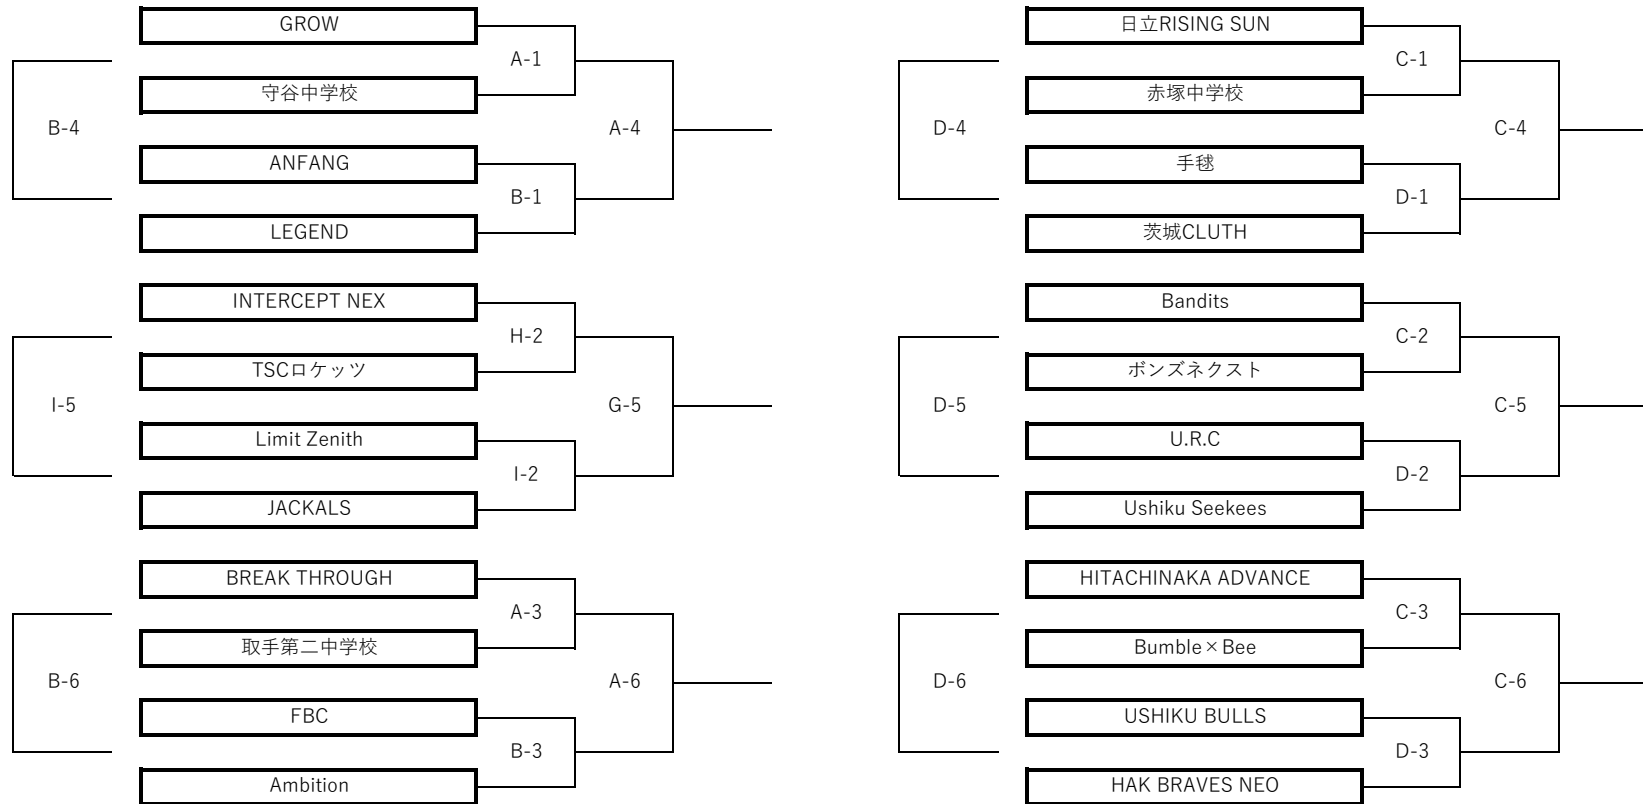 GROW
A-1
守谷中学校
B-4
A-4
ANFANG
B-1
LEGEND
INTERCEPT NEX
H-2
TSCロケッツ
I-5
G-5
Limit Zenith
I-2
JACKALS
BREAK THROUGH
A-3
取手第二中学校
B-6
A-6
FBC
B-3
Ambition
日立RISING SUN
C-1
赤塚中学校
D-4
C-4
手毬
D-1
茨城CLUTH
Bandits
C-2
ボンズネクスト
D-5
C-5
U.R.C
D-2
Ushiku Seekees
HITACHINAKA ADVANCE
C-3
Bumble×Bee
D-6
C-6
USHIKU BULLS
D-3
HAK BRAVES NEO